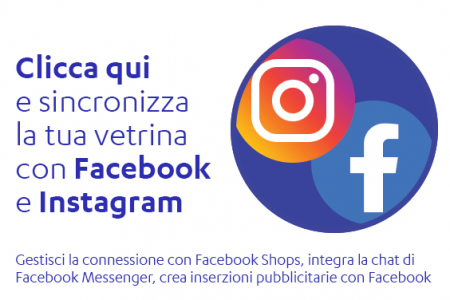 Clicca qui
e sincronizza
la tua vetrina
con Facebook
e Instagram
Gestisci la connessione con Facebook Shops, integra la chat di
Facebook Messenger, crea inserzioni pubblicitarie con Facebook